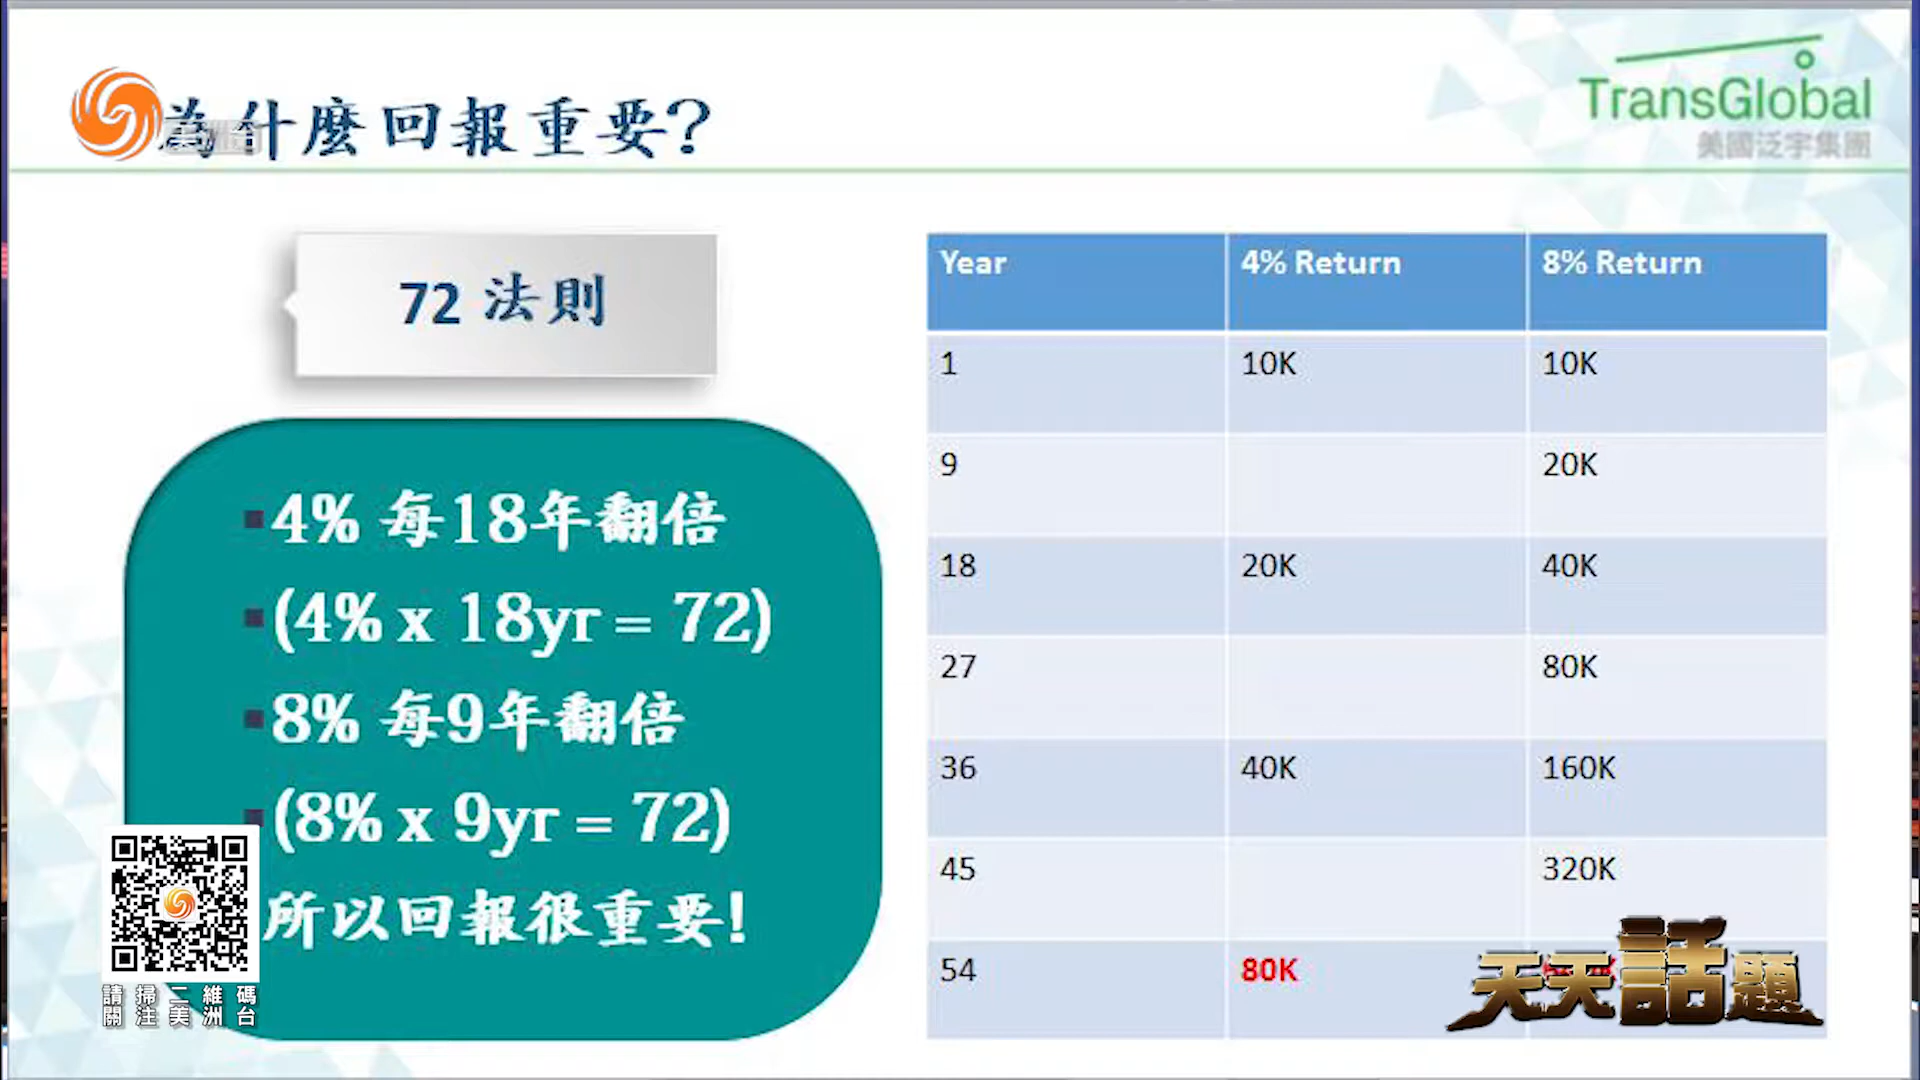 為什麼回報重要?
美洲台
TransGlobal
美國泛宇集團
72 法則
4% 每18年翻倍
(4% x 18yr = 72)
8% 每9年翻倍
(8% x 9yr = 72)
所以回報很重要!
Year 4% Return 8% Return
1 10K 10K
9 20K
18 20K 40K
27 80K
36 40K 160K
45 320K
54 80K
請掃二維碼
關注美洲台
天天話題